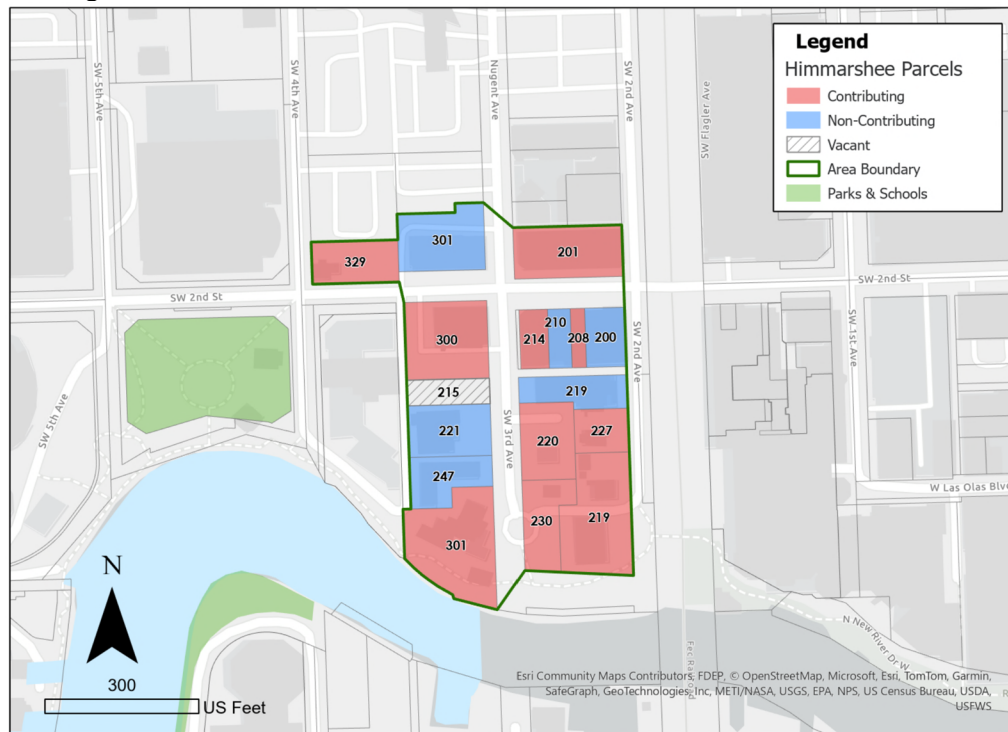 Legend
Himmarshee Parcels
Contributing
Non-Contributing
Vacant
Area Boundary
Parks & Schools
SW 5th Ave
SW 4th Ave
Nugent Ave
SW 2nd Ave
SW Flagler Ave
301
329
201
SW 2nd St
SW 2nd St
300
214
210
208
200
SW 2nd Ave
SW 1st Ave
215
219
SW 5th Ave
221
SW 3rd Ave
220
227
247
W Las Olas Blv
301
230
219
N
N New River Dr W
300
US Feet
Esri Community Maps Contributors, FDEP, © OpenStreetMap, Microsoft, Esri, TomTom, Garmin,
SafeGraph, GeoTechnologies, Inc, METI/NASA, USGS, EPA, NPS, US Census Bureau, USDA,
USFWS